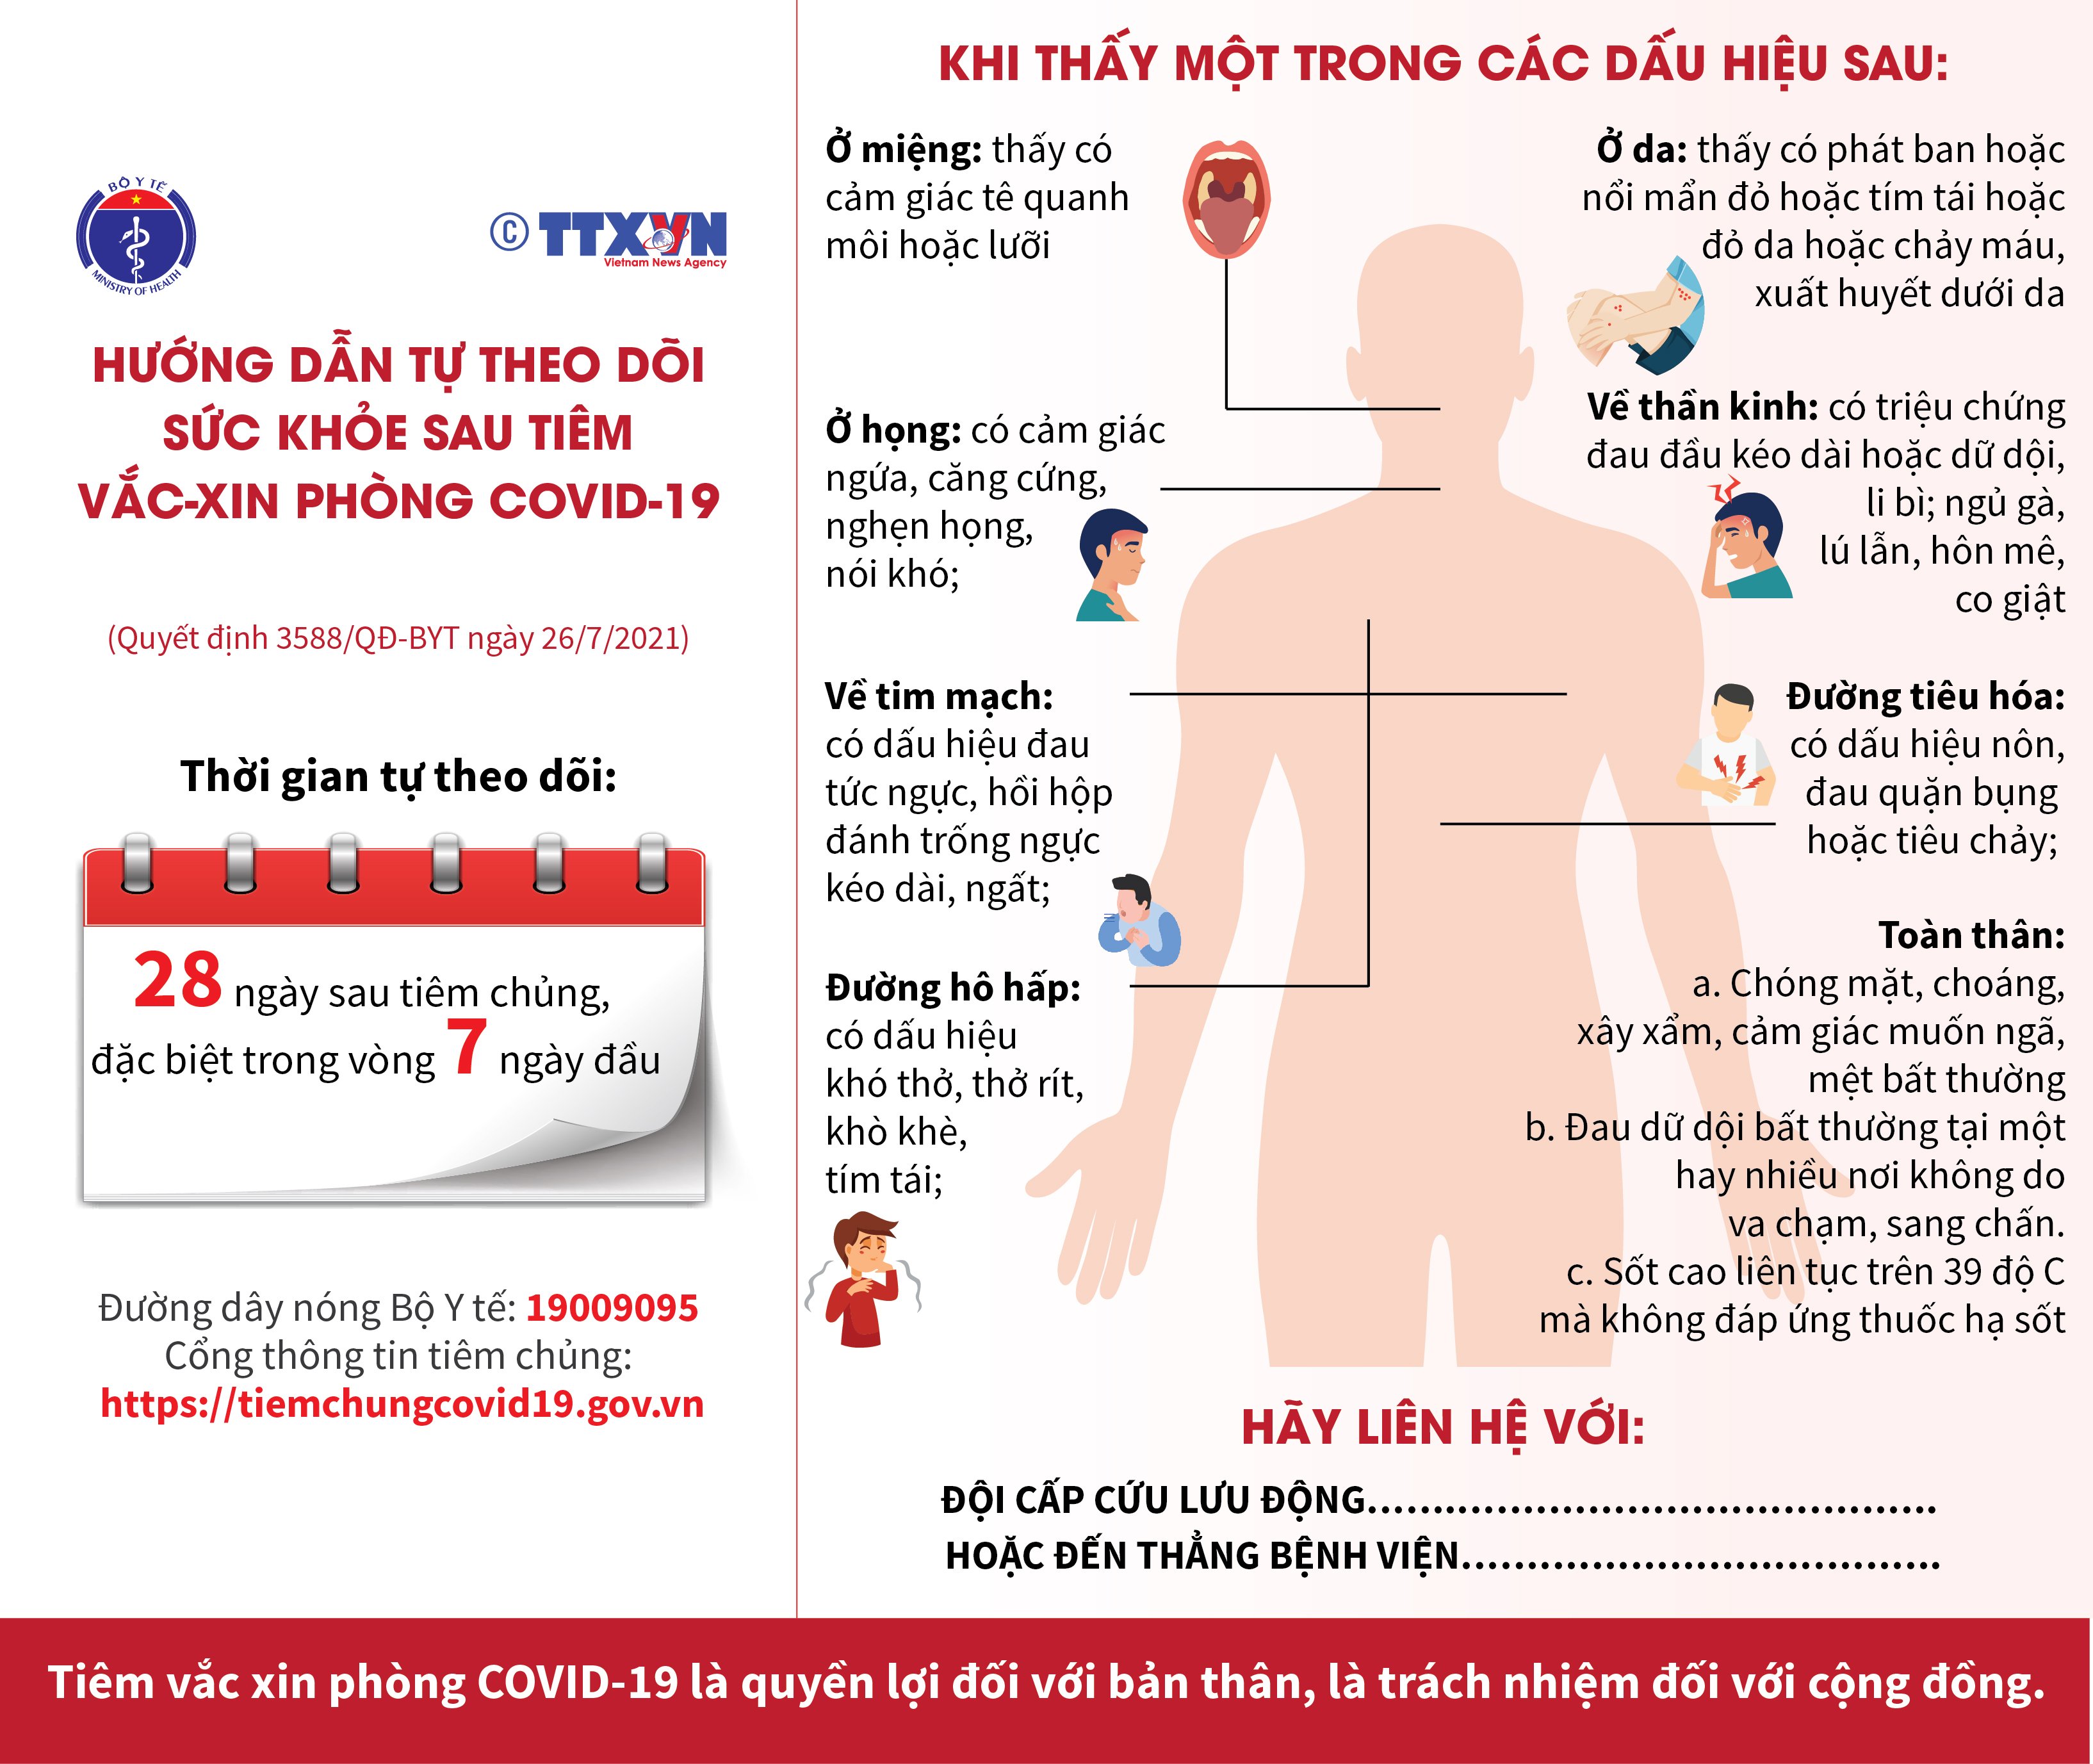 BỘ Y TẾ
MINISTRY OF HEALTH
© TTXVN
Vietnam News Agency
HƯỚNG DẪN TỰ THEO DÕI
SỨC KHỎE SAU TIÊM
VẮC-XIN PHÒNG COVID-19
(Quyết định 3588/QĐ-BYT ngày 26/7/2021)
Thời gian tự theo dõi:
28 ngày sau tiêm chủng,
đặc biệt trong vòng 7 ngày đầu
Đường dây nóng Bộ Y tế: 19009095
Cổng thông tin tiêm chủng:
https://tiemchungcovid19.gov.vn
KHI THẤY MỘT TRONG CÁC DẤU HIỆU SAU:
Ở miệng: thấy có
cảm giác tê quanh
môi hoặc lưỡi
Ở họng: có cảm giác
ngứa, căng cứng,
nghẹn họng,
nói khó;
Về tim mạch:
có dấu hiệu đau
tức ngực, hồi hộp
đánh trống ngực
kéo dài, ngất;
Đường hô hấp:
có dấu hiệu
khó thở, thở rít,
khò khè,
tím tái;
Ở da: thấy có phát ban hoặc
nổi mẩn đỏ hoặc tím tái hoặc
đỏ da hoặc chảy máu,
xuất huyết dưới da
Về thần kinh: có triệu chứng
đau đầu kéo dài hoặc dữ dội,
li bì; ngủ gà,
lú lẫn, hôn mê,
co giật
Đường tiêu hóa:
có dấu hiệu nôn,
đau quặn bụng
hoặc tiêu chảy;
Toàn thân:
a. Chóng mặt, choáng,
xây xẩm, cảm giác muốn ngã,
mệt bất thường
b. Đau dữ dội bất thường tại một
hay nhiều nơi không do
va chạm, sang chấn.
c. Sốt cao liên tục trên 39 độ C
mà không đáp ứng thuốc hạ sốt
HÃY LIÊN HỆ VỚI:
ĐỘI CẤP CỨU LƯU ĐỘNG...........................................
HOẶC ĐẾN THẲNG BỆNH VIỆN....................................
Tiêm vắc xin phòng COVID-19 là quyền lợi đối với bản thân, là trách nhiệm đối với cộng đồng.